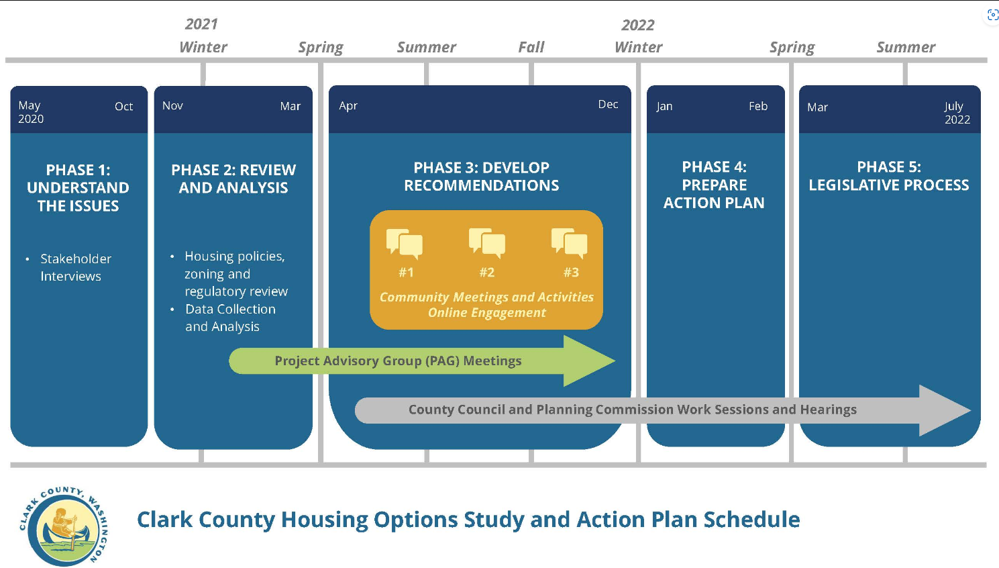 2021
2022
Winter Spring Summer Fall Winter Spring Summer
May
2020
Oct
Nov Mar
Apr Dec
Jan Feb
Mar
July
2022
PHASE 1:
UNDERSTAND
THE ISSUES
• Stakeholder
Interviews
PHASE 2: REVIEW
AND ANALYSIS
• Housing policies,
zoning and
regulatory review
• Data Collection
and Analysis
PHASE 3: DEVELOP
RECOMMENDATIONS
#1 #2 #3
Community Meetings and Activities
Online Engagement
PHASE 4:
PREPARE
ACTION PLAN
PHASE 5:
LEGISLATIVE PROCESS
Project Advisory Group (PAG) Meetings
County Council and Planning Commission Work Sessions and Hearings
CLARK COUNTY, WASHINGTON
Clark County Housing Options Study and Action Plan Schedule